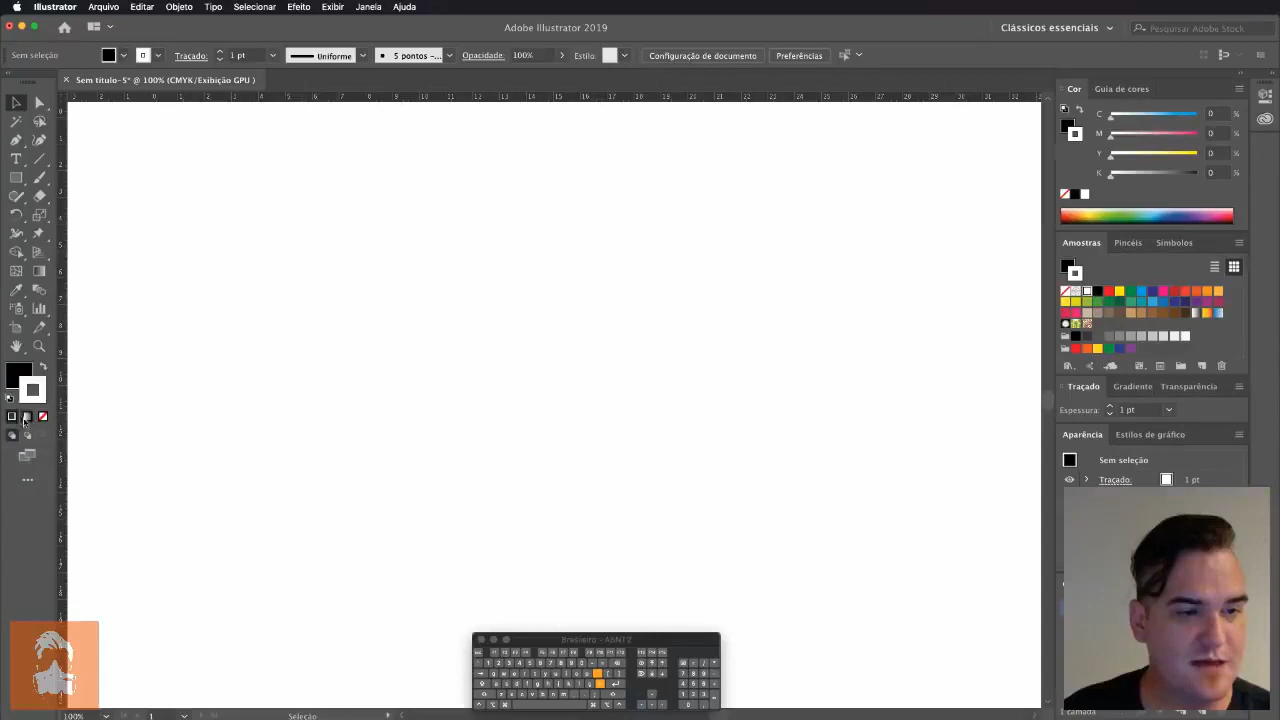 Illustrator Arquivo Editar Objeto Tipo Selecionar Efeito Exibir Janela Ajuda
Adobe Illustrator 2019
Clássicos essenciais
Pesquisar Adobe Stock
Sem seleção
Traçado:
1 pt
Uniforme
5 pontos -...
Opacidade:
100%
Estilo:
Configuração de documento
Preferências
Sem título-5* @ 100% (CMYK/Exibição GPU )
Cor
Guia de cores
C 0 %
M 0 %
Y 0 %
K 0 %
Amostras
Pincéis
Símbolos
Traçado
Gradiente
Transparência
Espessura:
1 pt
Aparência
Estilos de gráfico
Sem seleção
Traçado:
1 pt
Brasileiro - ABNT2
100%
1
Seleção
1 camada